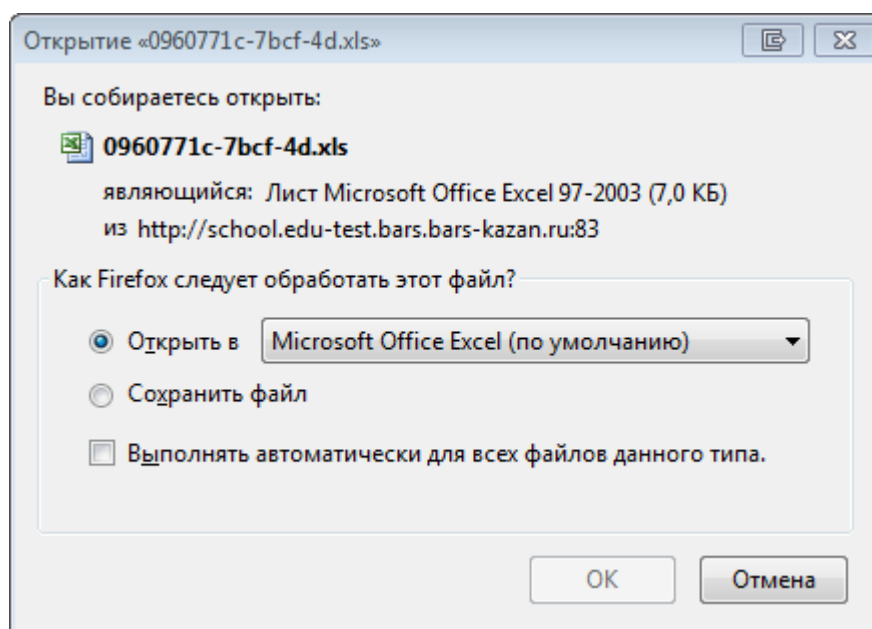 Открытие «0960771c-7bcf-4d.xls»
Вы собираетесь открыть:
0960771c-7bcf-4d.xls
являющийся: Лист Microsoft Office Excel 97-2003 (7,0 КБ)
из http://school.edu-test.bars.bars-kazan.ru:83
Как Firefox следует обработать этот файл?
Открыть в Microsoft Office Excel (по умолчанию)
Сохранить файл
Выполнять автоматически для всех файлов данного типа.
OK Отмена